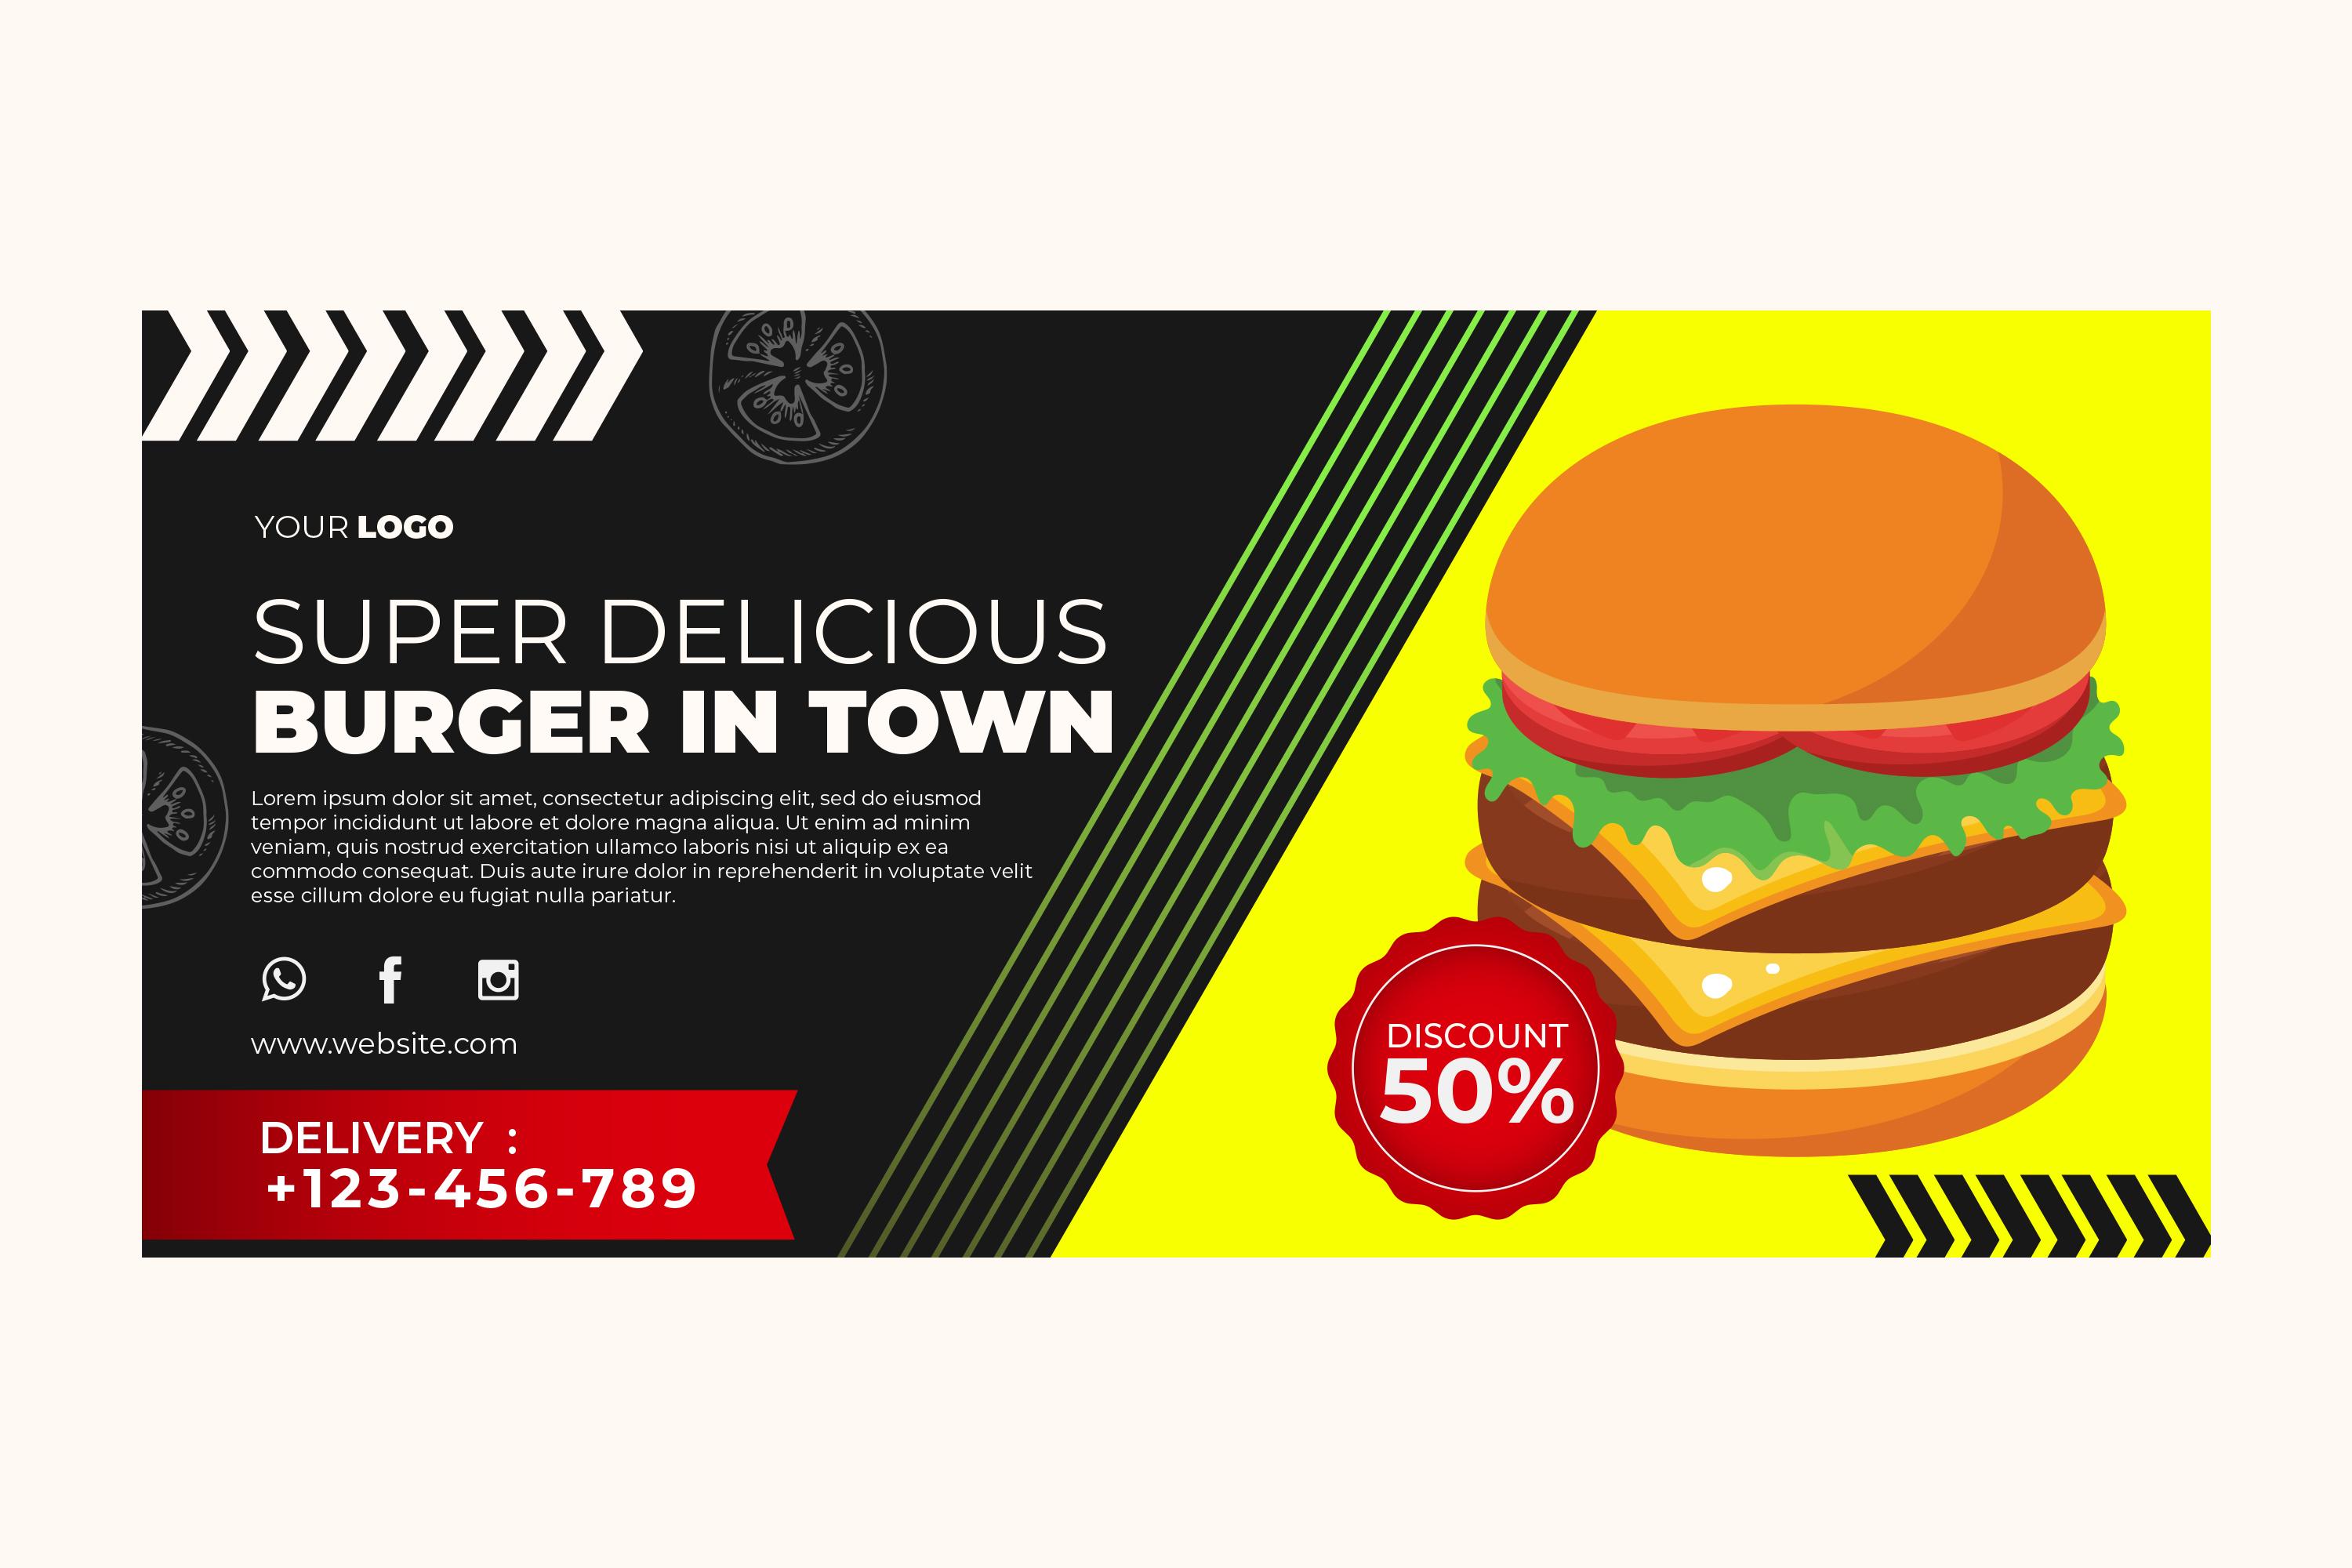 YOUR LOGO
SUPER DELICIOUS
BURGER IN TOWN
Lorem ipsum dolor sit amet, consectetur adipiscing elit, sed do eiusmod
tempor incididunt ut labore et dolore magna aliqua. Ut enim ad minim
veniam, quis nostrud exercitation ullamco laboris nisi ut aliquip ex ea
commodo consequat. Duis aute irure dolor in reprehenderit in voluptate velit
esse cillum dolore eu fugiat nulla pariatur.
www.website.com
DELIVERY :
+123-456-789
DISCOUNT
50%